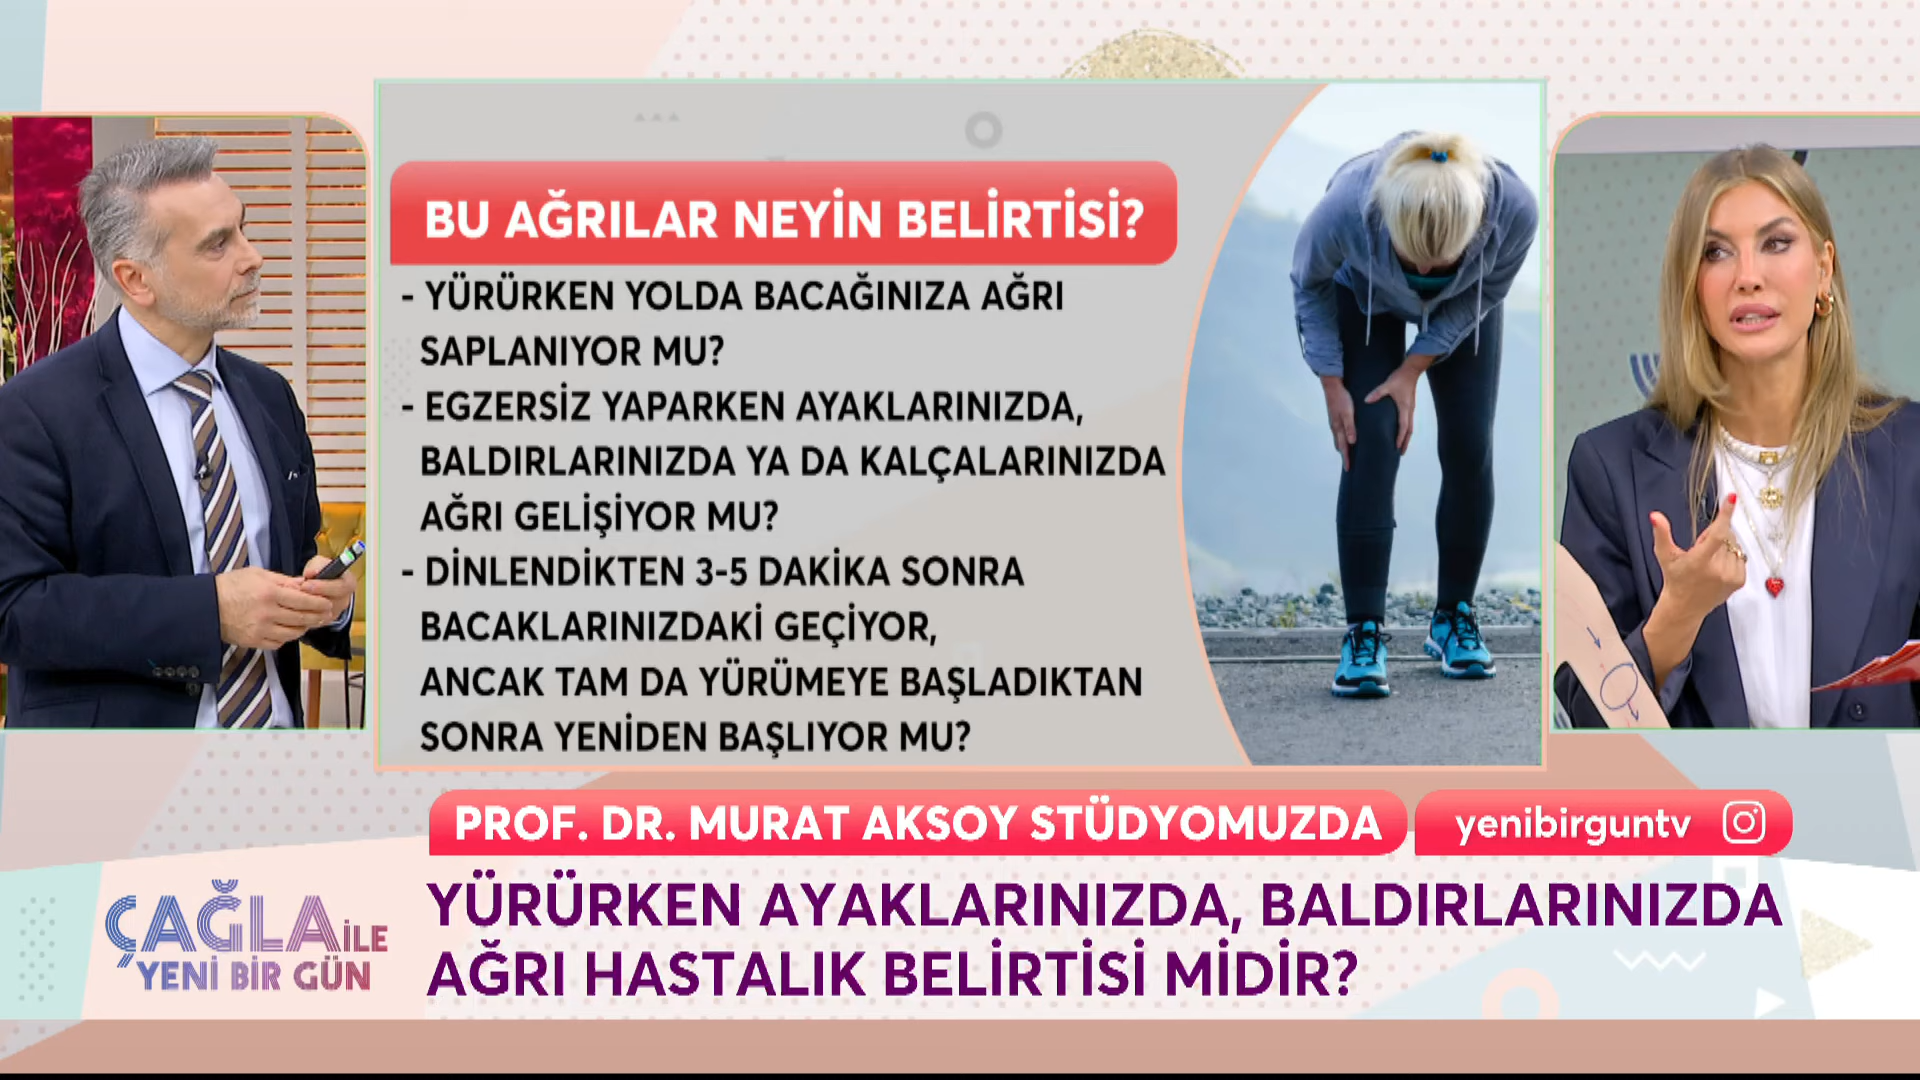 BU AĞRILAR NEYİN BELİRTİSİ?
- YÜRÜRKEN YOLDA BACAĞINIZA AĞRI
SAPLANIYOR MU?
- EGZERSİZ YAPARKEN AYAKLARINIZDA,
BALDIRLARINIZDA YA DA KALÇALARINIZDA
AĞRI GELİŞİYOR MU?
- DİNLENDİKTEN 3-5 DAKİKA SONRA
BACAKLARINIZDAKİ GEÇİYOR,
ANCAK TAM DA YÜRÜMEYE BAŞLADIKTAN
SONRA YENİDEN BAŞLIYOR MU?
PROF. DR. MURAT AKSOY STÜDYOMUZDA
yenibirguntv
ÇAĞLA İLE
YENİ BİR GÜN
YÜRÜRKEN AYAKLARINIZDA, BALDIRLARINIZDA
AĞRI HASTALIK BELİRTİSİ MİDİR?